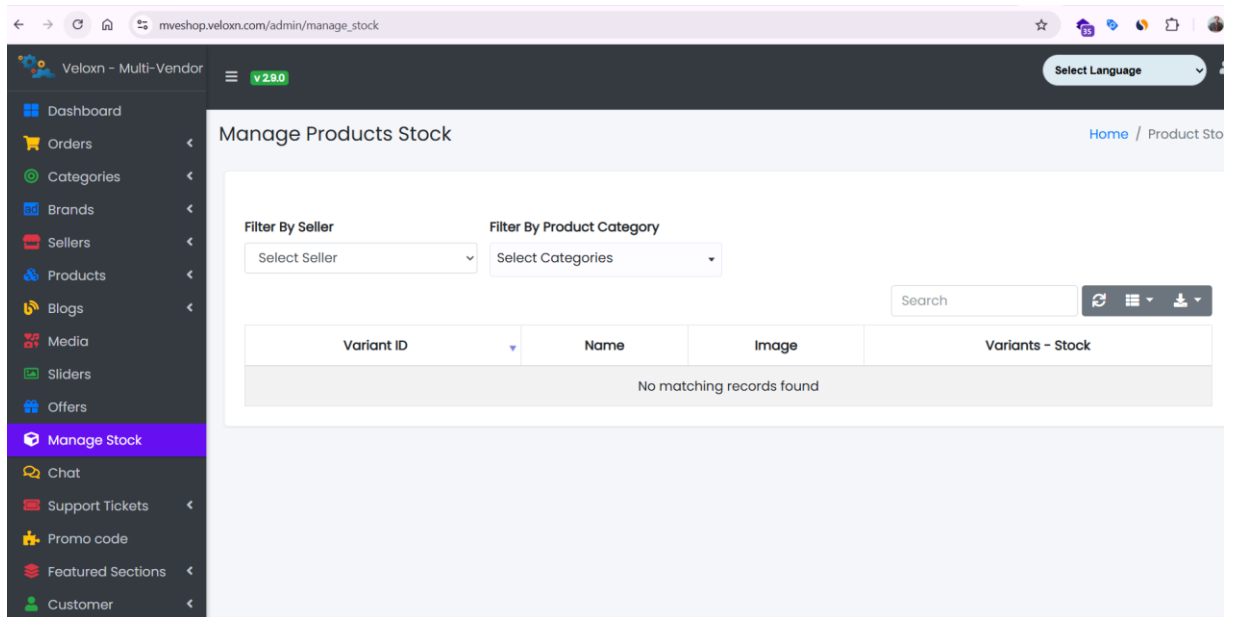 mveshop.veloxn.com/admin/manage_stock
35
Veloxn - Multi-Vendor
v 2.9.0
Select Language
Dashboard
Orders
Categories
Brands
Sellers
Products
Blogs
Media
Sliders
Offers
Manage Stock
Chat
Support Tickets
Promo code
Featured Sections
Customer
Manage Products Stock
Home / Product Sto
Filter By Seller
Filter By Product Category
Select Seller
Select Categories
Search
Variant ID Name Image Variants - Stock
No matching records found